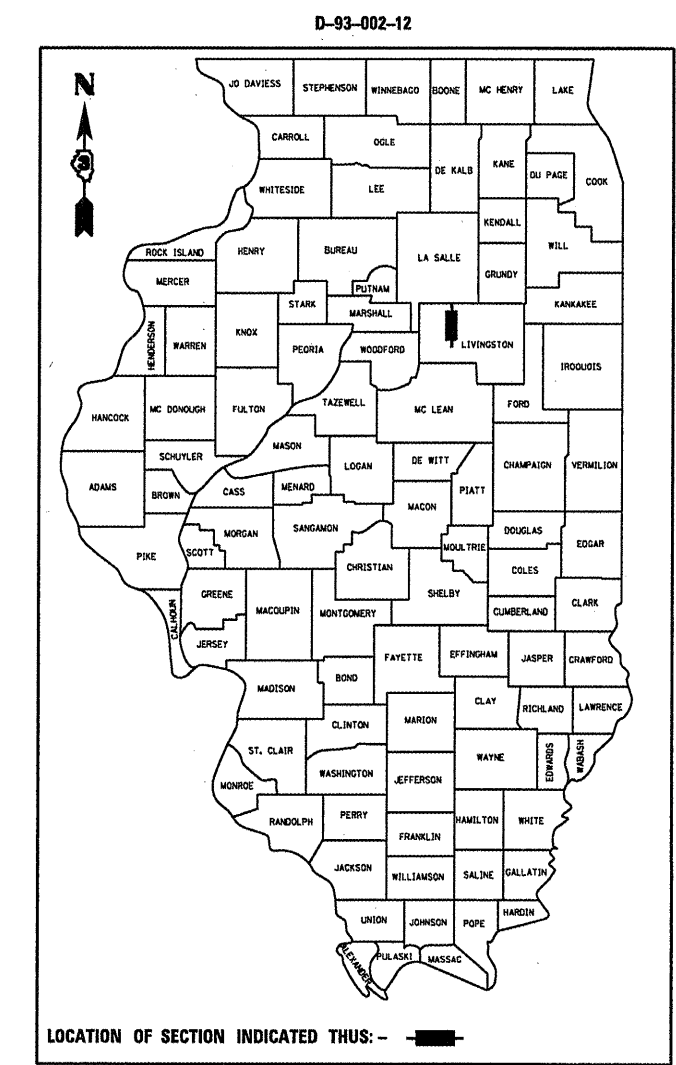 D-93-002-12
N
JO DAVIESS STEPHENSON WINNEBAGO BOONE MC HENRY LAKE
CARROLL OGLE
DE KALB KANE DU PAGE COOK
WHITESIDE LEE
KENDALL
ROCK ISLAND HENRY BUREAU LA SALLE WILL
GRUNDY
MERCER PUTNAM
STARK MARSHALL KANKAKEE
HENDERSON WARREN KNOX PEORIA WOODFORD LIVINGSTON
IROQUOIS
HANCOCK MC DONOUGH FULTON TAZEWELL MC LEAN FORD
MASON
SCHUYLER LOGAN DE WITT CHAMPAIGN VERMILION
ADAMS BROWN CASS MENARD PIATT
MACON
MORGAN SANGAMON DOUGLAS
PIKE SCOTT MOULTRIE EDGAR
CHRISTIAN COLES
GREENE SHELBY
CALHOUN MACOUPIN MONTGOMERY CUMBERLAND CLARK
JERSEY FAYETTE EFFINGHAM JASPER CRAWFORD
MADISON BOND
CLAY RICHLAND LAWRENCE
CLINTON MARION
ST. CLAIR WAYNE EDWARDS WABASH
MONROE WASHINGTON JEFFERSON
RANDOLPH PERRY HAMILTON WHITE
FRANKLIN
JACKSON WILLIAMSON SALINE GALLATIN
UNION JOHNSON POPE HARDIN
ALEXANDER PULASKI MASSAC
LOCATION OF SECTION INDICATED THUS: -